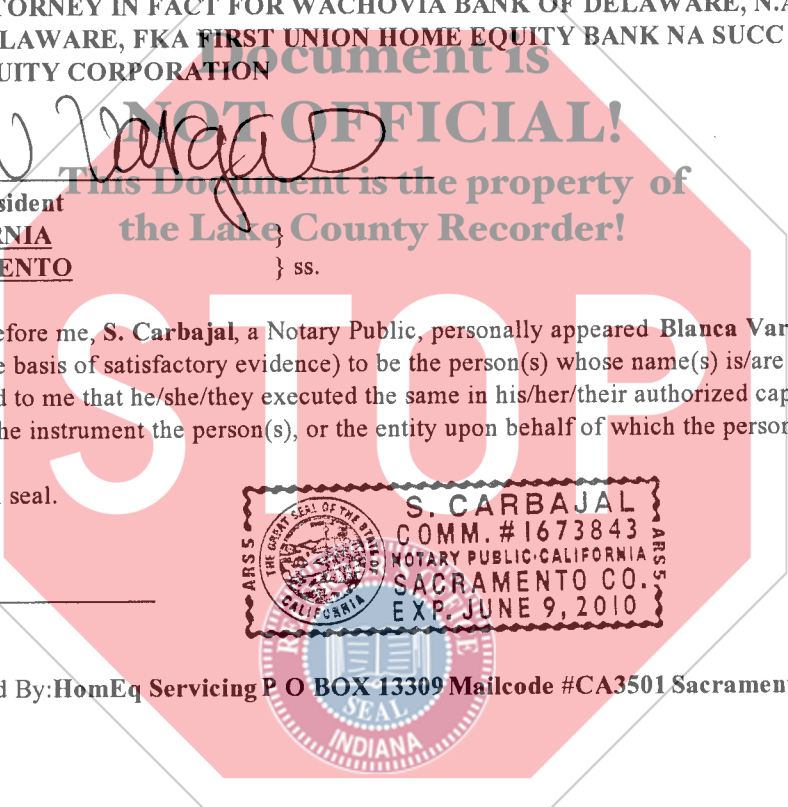 TORNEY IN FACT FOR WACHOVIA BANK OF DELAWARE, N.A
LAWARE, FKA FIRST UNION HOME EQUITY BANK NA SUCC
UITY CORPORATION
Document is
NOT OFFICIAL!
This Document is the property of
the Lake County Recorder!
Vargas
sident
RNIA }
ENTO } ss.
STOP
efore me, S. Carbajal, a Notary Public, personally appeared Blanca Var
e basis of satisfactory evidence) to be the person(s) whose name(s) is/are
d to me that he/she/they executed the same in his/her/their authorized cap
he instrument the person(s), or the entity upon behalf of which the person
seal.
S. CARBAJAL
COMM. #1673843
NOTARY PUBLIC·CALIFORNIA
SACRAMENTO CO.
EXP. JUNE 9, 2010
ARS 5
ARS 5
THE GREAT SEAL OF THE STATE OF
CALIFORNIA
d By:HomEq Servicing P O BOX 13309 Mailcode #CA3501 Sacramen
SEAL
INDIANA